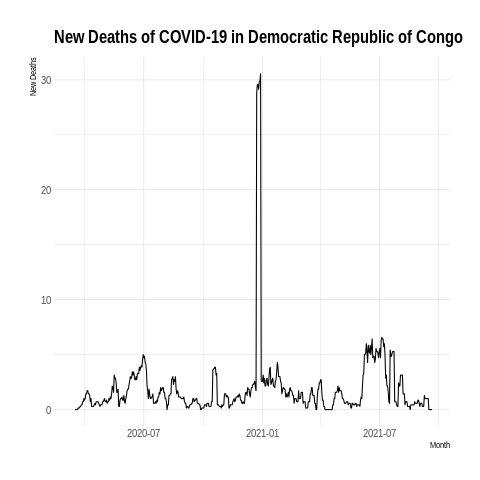 New Deaths of COVID-19 in Democratic Republic of Congo
New Deaths
30
20
10
0
2020-07 2021-01 2021-07
Month